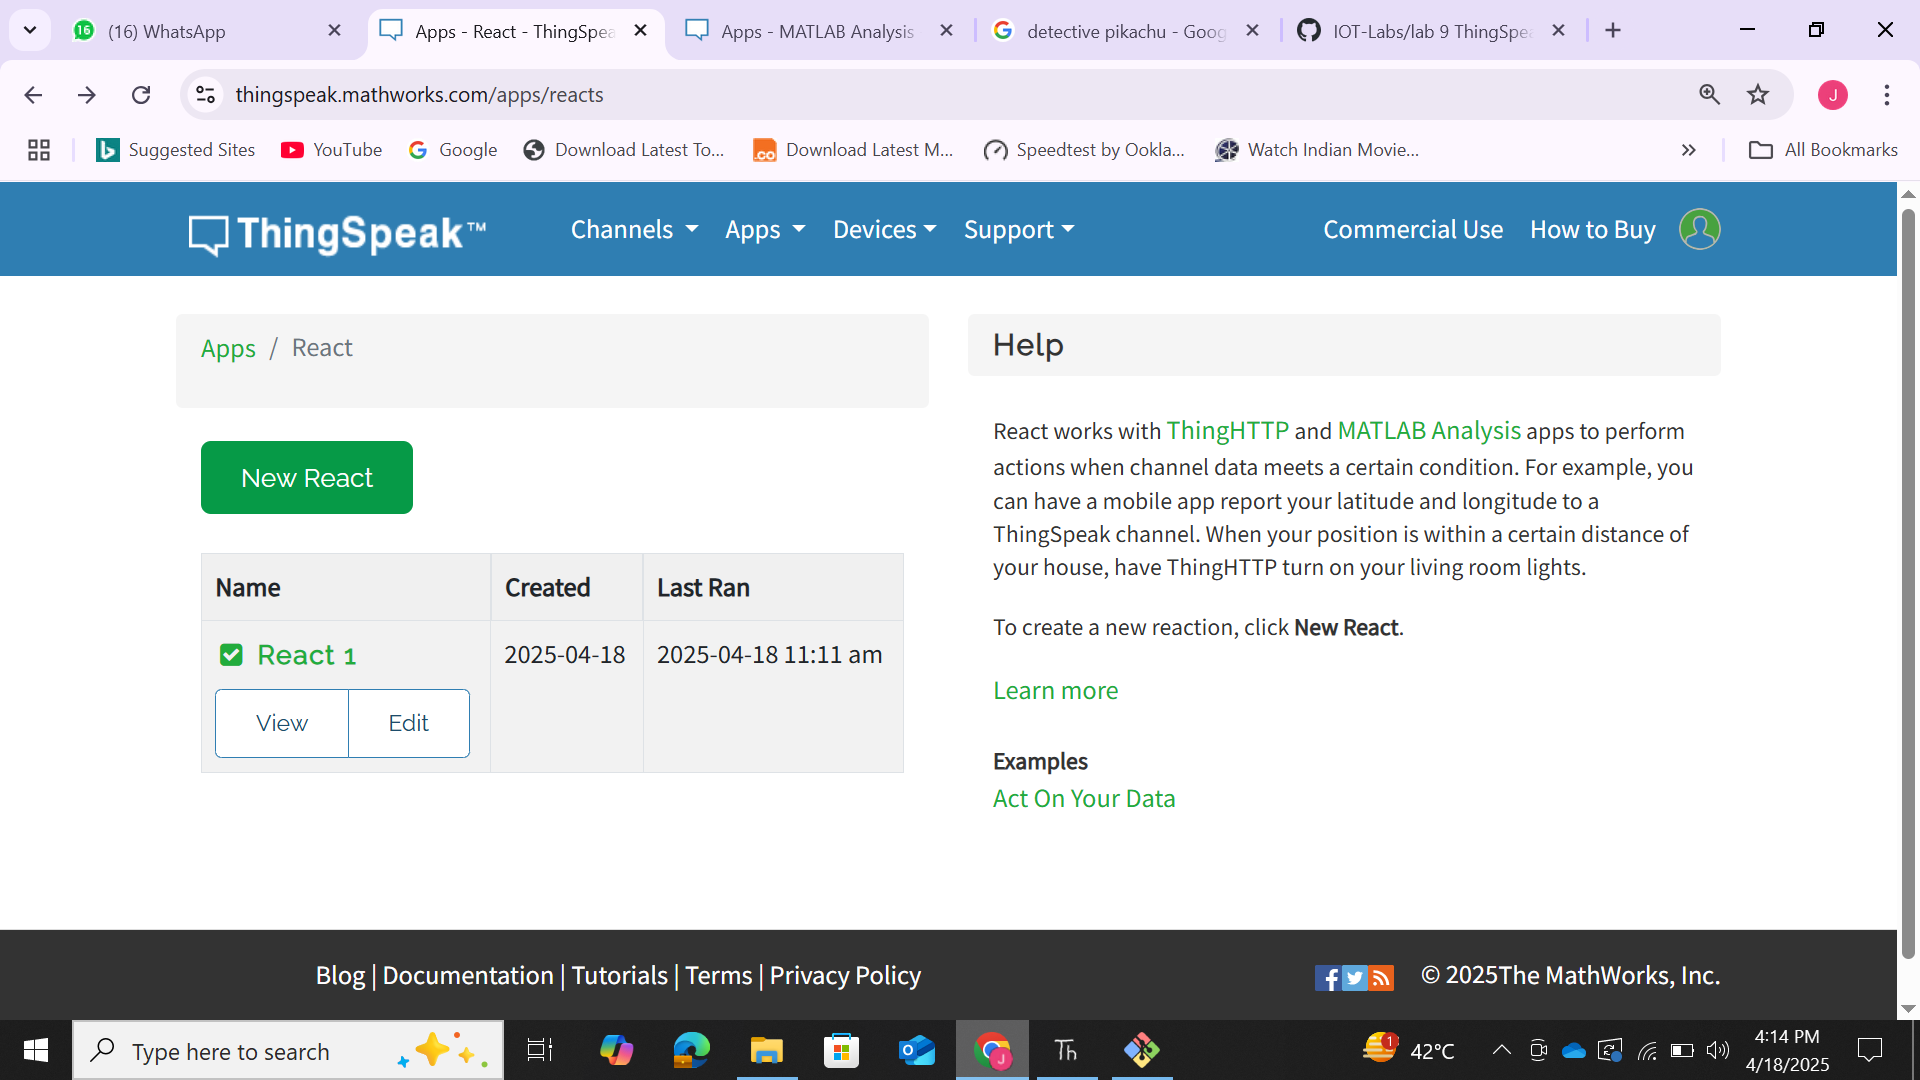 16
(16) WhatsApp
Apps - React - ThingSpea
Apps - MATLAB Analysis
detective pikachu - Goog
IOT-Labs/lab 9 ThingSpea
thingspeak.mathworks.com/apps/reacts
J
Suggested Sites
YouTube
Google
Download Latest To...
Download Latest M...
Speedtest by Ookla...
Watch Indian Movie...
»
All Bookmarks
ThingSpeak™
Channels
Apps
Devices
Support
Commercial Use
How to Buy
Apps / React
New React
Name
Created
Last Ran
React 1
2025-04-18
2025-04-18 11:11 am
View
Edit
Help
React works with ThingHTTP and MATLAB Analysis apps to perform
actions when channel data meets a certain condition. For example, you
can have a mobile app report your latitude and longitude to a
ThingSpeak channel. When your position is within a certain distance of
your house, have ThingHTTP turn on your living room lights.
To create a new reaction, click New React.
Learn more
Examples
Act On Your Data
Blog | Documentation | Tutorials | Terms | Privacy Policy
© 2025The MathWorks, Inc.
Type here to search
J
Th
1
42°C
4:14 PM
4/18/2025